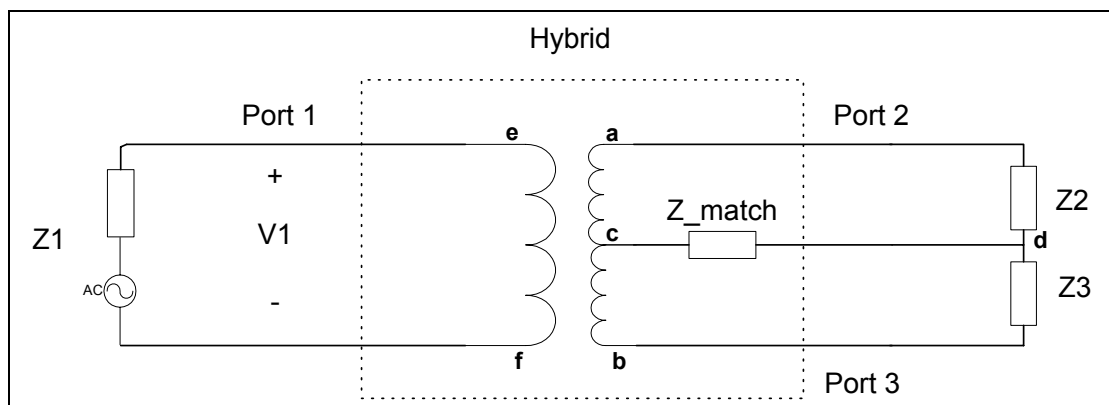 Hybrid
Port 1
Port 2
e
a
+
Z_match
Z2
Z1
V1
c
d
AC
-
Z3
f
b
Port 3